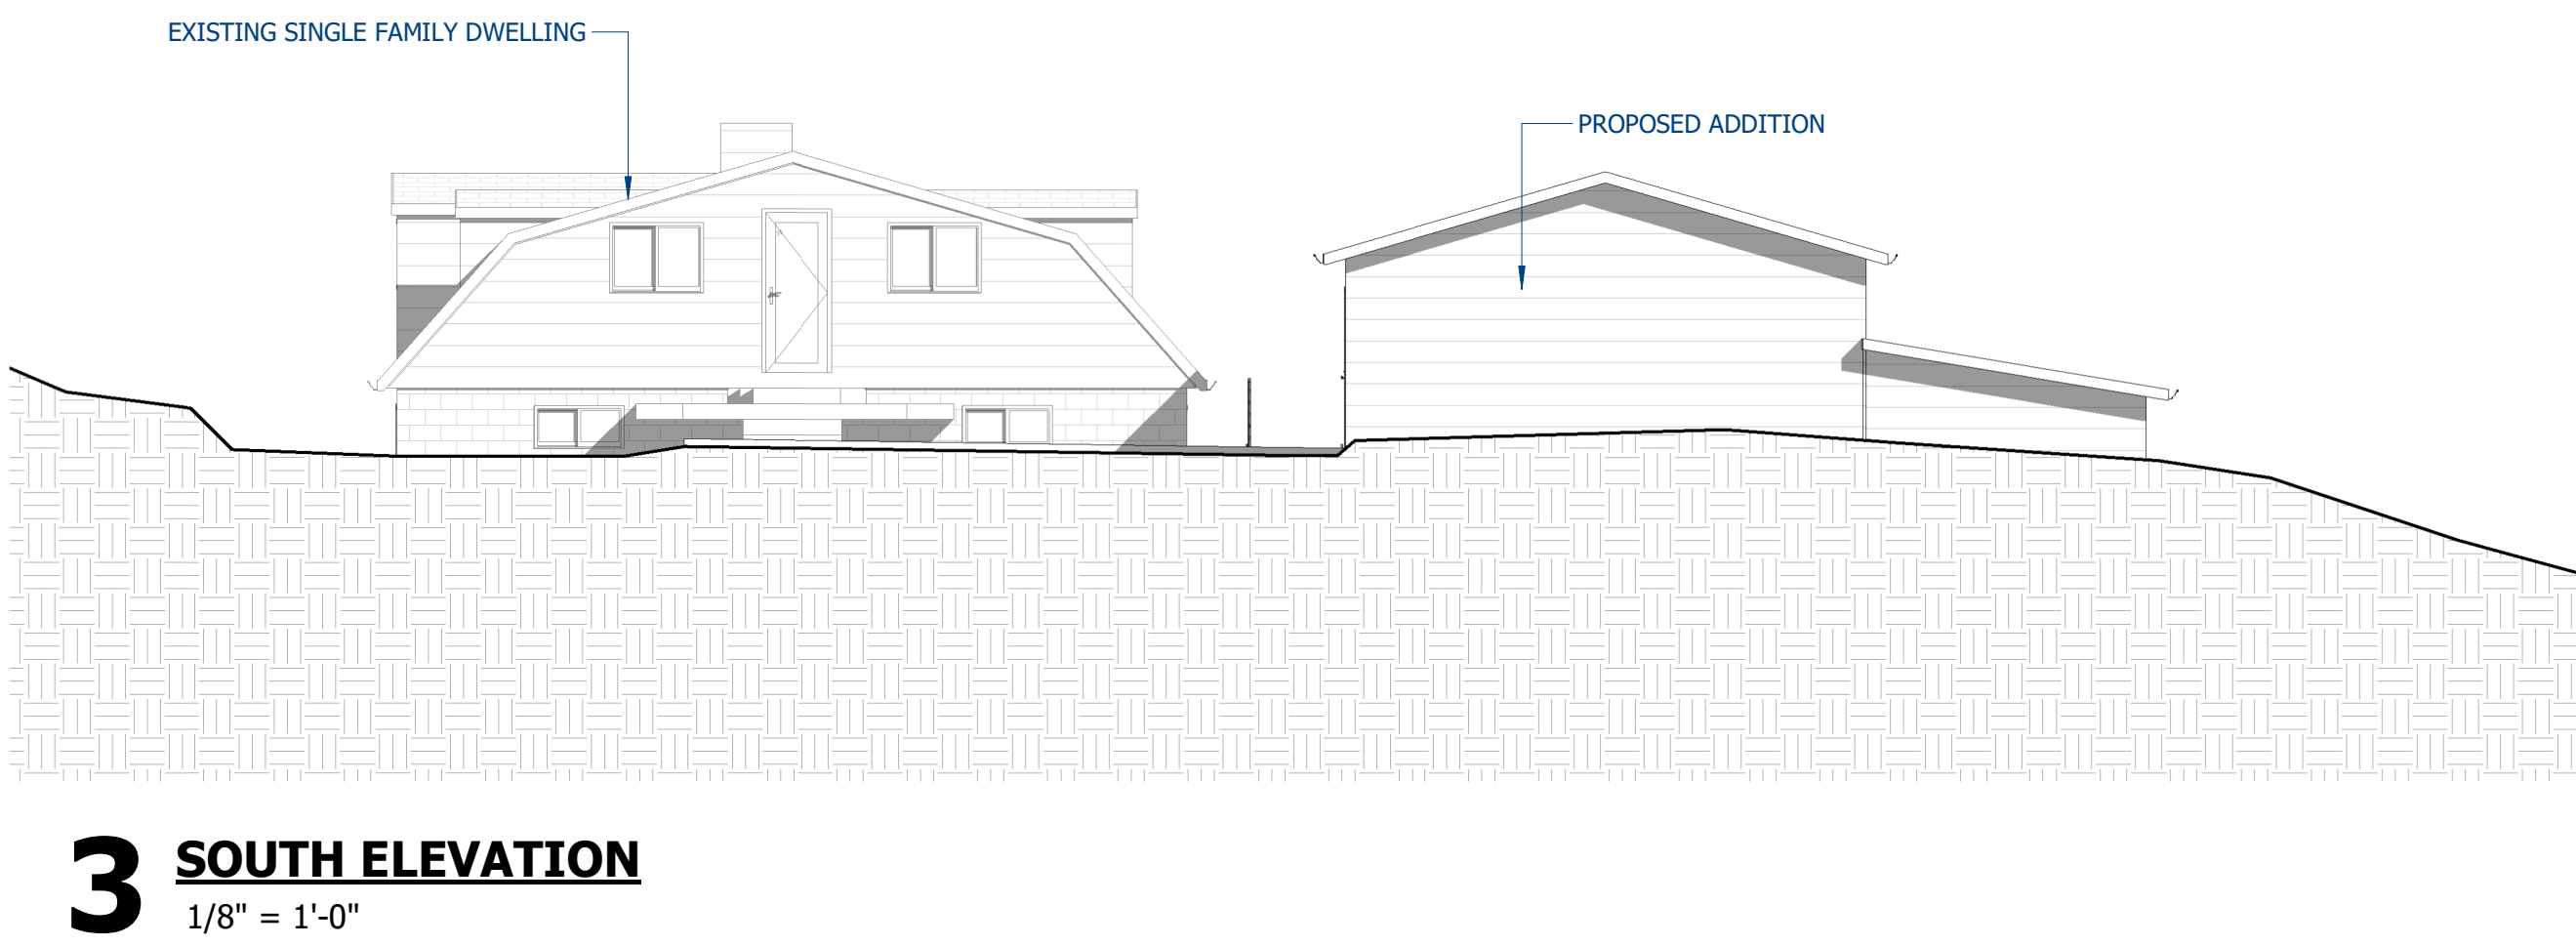 EXISTING SINGLE FAMILY DWELLING
PROPOSED ADDITION
3 SOUTH ELEVATION
1/8" = 1'-0"